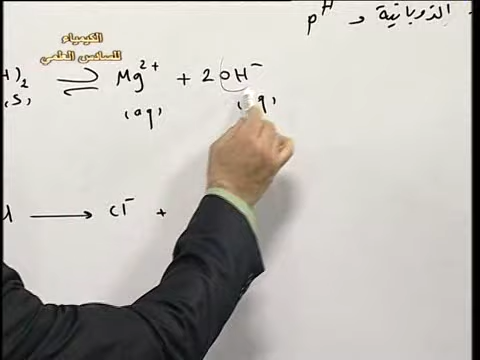 الذوبانية و pH
الكيمياء
للسادس العلمي
H)₂ ⇌ Mg²⁺ + 2OH⁻
(s) (aq) (aq)
⟶ Cl⁻ +